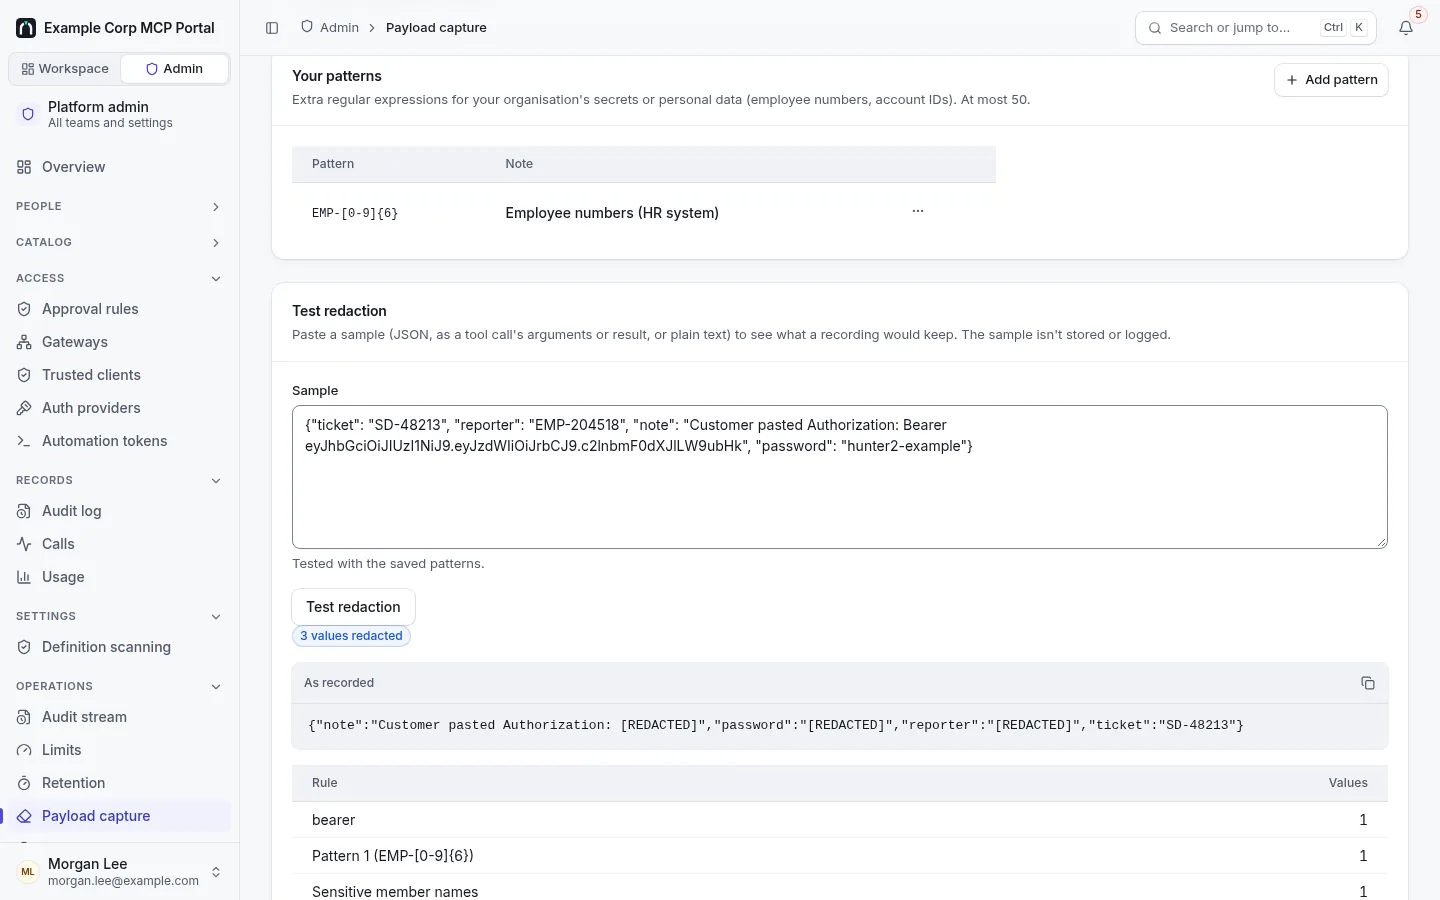 Example Corp MCP Portal
Workspace
Admin
Platform admin
All teams and settings
Overview
PEOPLE
CATALOG
ACCESS
Approval rules
Gateways
Trusted clients
Auth providers
Automation tokens
RECORDS
Audit log
Calls
Usage
SETTINGS
Definition scanning
OPERATIONS
Audit stream
Limits
Retention
Payload capture
ML
Morgan Lee
morgan.lee@example.com
Admin > Payload capture
Search or jump to... Ctrl K
5
Your patterns
Extra regular expressions for your organisation's secrets or personal data (employee numbers, account IDs). At most 50.
+ Add pattern
Pattern Note
EMP-[0-9]{6} Employee numbers (HR system) ...
Test redaction
Paste a sample (JSON, as a tool call's arguments or result, or plain text) to see what a recording would keep. The sample isn't stored or logged.
Sample
{"ticket": "SD-48213", "reporter": "EMP-204518", "note": "Customer pasted Authorization: Bearer
eyJhbGciOiJIUzI1NiJ9.eyJzdWIiOiJrbCJ9.c2lnbmF0dXJlLW9ubHk", "password": "hunter2-example"}
Tested with the saved patterns.
Test redaction
3 values redacted
As recorded
{"note":"Customer pasted Authorization: [REDACTED]","password":"[REDACTED]","reporter":"[REDACTED]","ticket":"SD-48213"}
Rule Values
bearer 1
Pattern 1 (EMP-[0-9]{6}) 1
Sensitive member names 1